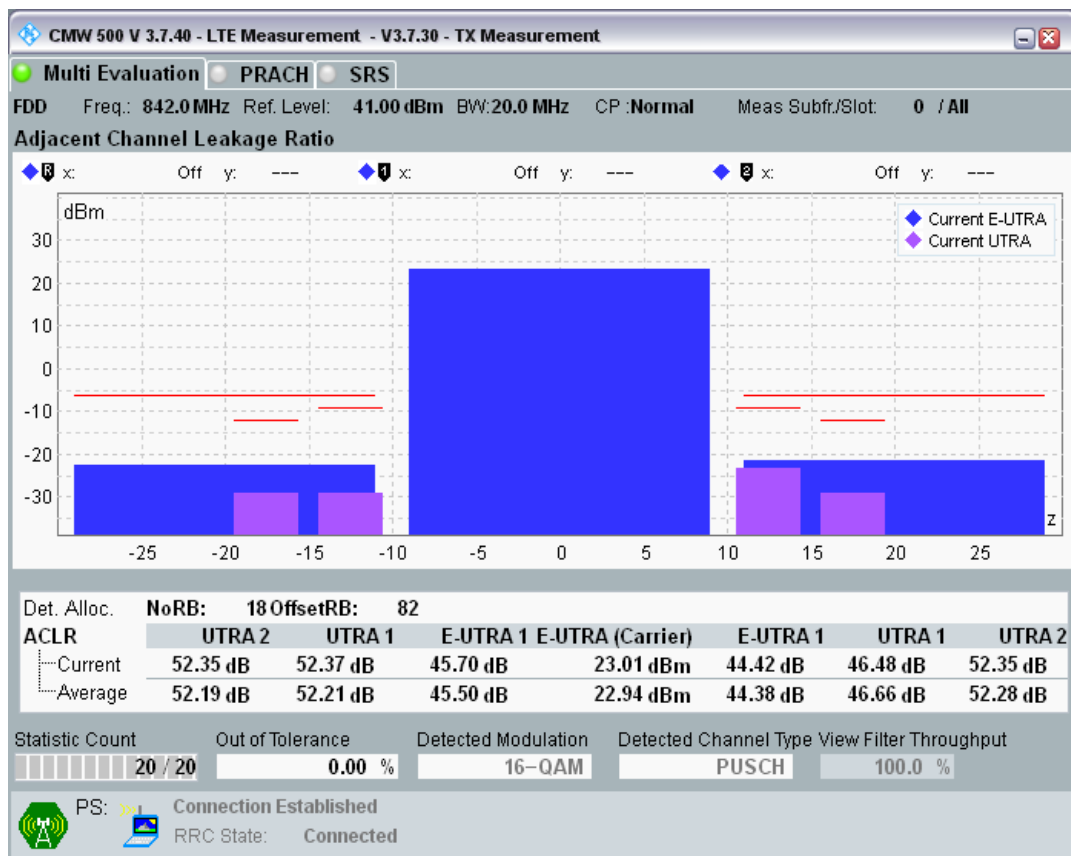 CMW 500 V 3.7.40 - LTE Measurement - V3.7.30 - TX Measurement
Multi Evaluation PRACH SRS
FDD Freq.: 842.0 MHz Ref. Level: 41.00 dBm BW:20.0 MHz CP :Normal Meas Subfr./Slot: 0 / All
Adjacent Channel Leakage Ratio
R x: Off y: --- 1 x: Off y: --- 2 x: Off y: ---
dBm
Current E-UTRA
Current UTRA
30
20
10
0
-10
-20
-30
z
-25 -20 -15 -10 -5 0 5 10 15 20 25
Det. Alloc. NoRB: 18 OffsetRB: 82
ACLR UTRA 2 UTRA 1 E-UTRA 1 E-UTRA (Carrier) E-UTRA 1 UTRA 1 UTRA 2
Current 52.35 dB 52.37 dB 45.70 dB 23.01 dBm 44.42 dB 46.48 dB 52.35 dB
Average 52.19 dB 52.21 dB 45.50 dB 22.94 dBm 44.38 dB 46.66 dB 52.28 dB
Statistic Count Out of Tolerance Detected Modulation Detected Channel Type View Filter Throughput
20 / 20 0.00 % 16-QAM PUSCH 100.0 %
PS: Connection Established
RRC State: Connected